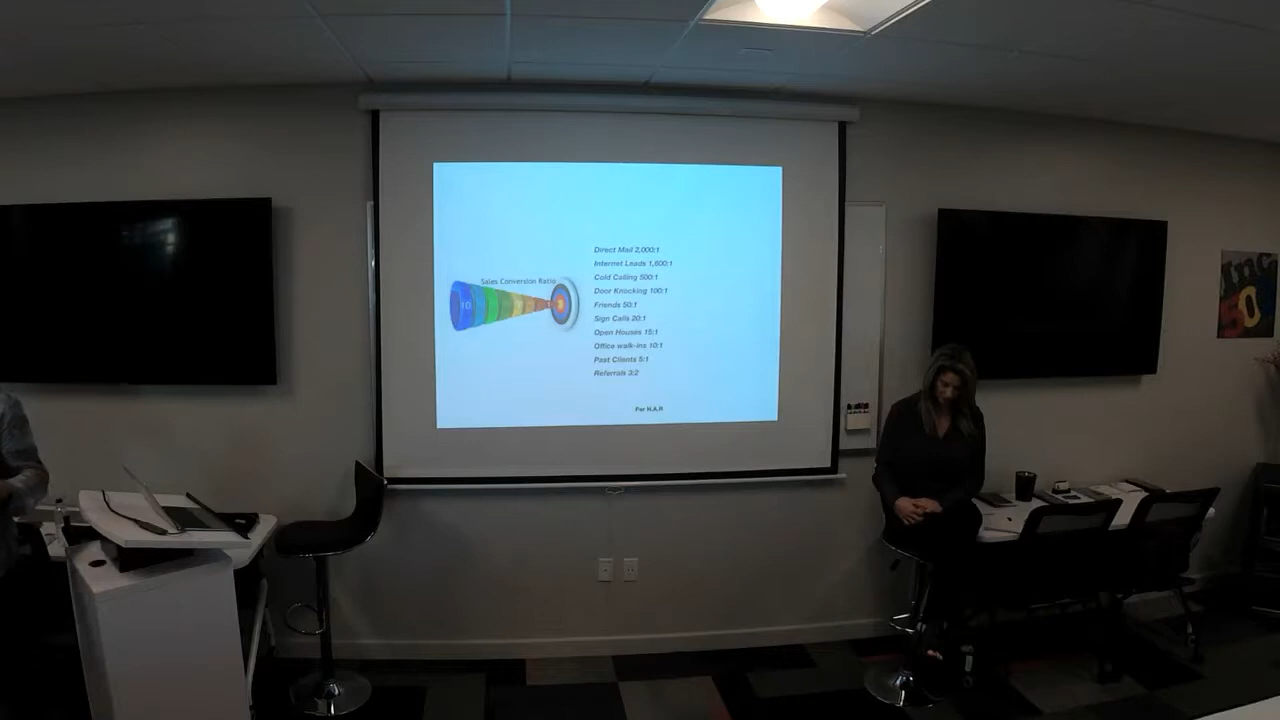 Sales Conversion Ratio
10
Direct Mail 2,000:1
Internet Leads 1,600:1
Cold Calling 500:1
Door Knocking 100:1
Friends 50:1
Sign Calls 20:1
Open Houses 15:1
Office walk-ins 10:1
Past Clients 5:1
Referrals 3:2
Per N.A.R
Inc
500